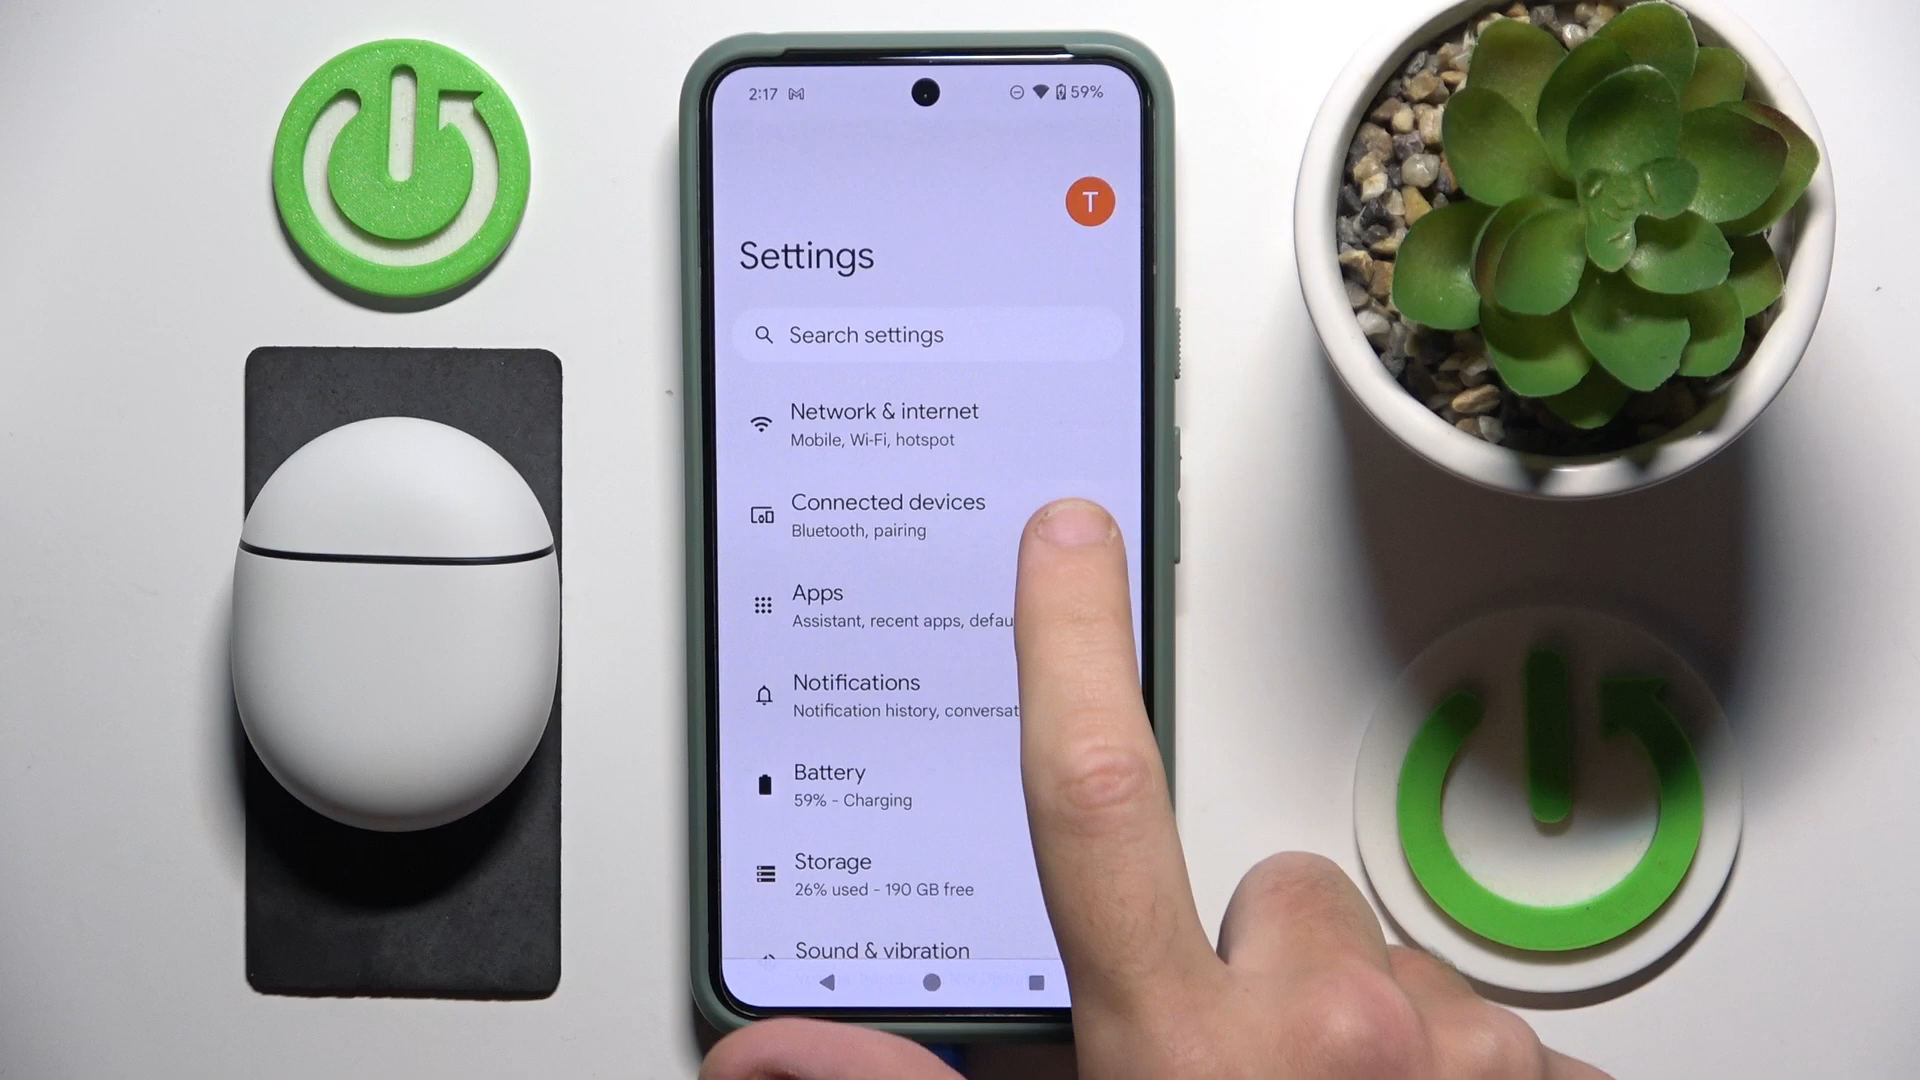 2:17
59%
T
Settings
Search settings
Network & internet
Mobile, Wi-Fi, hotspot
Connected devices
Bluetooth, pairing
Apps
Assistant, recent apps, defau
Notifications
Notification history, conversat
Battery
59% - Charging
Storage
26% used - 190 GB free
Sound & vibration